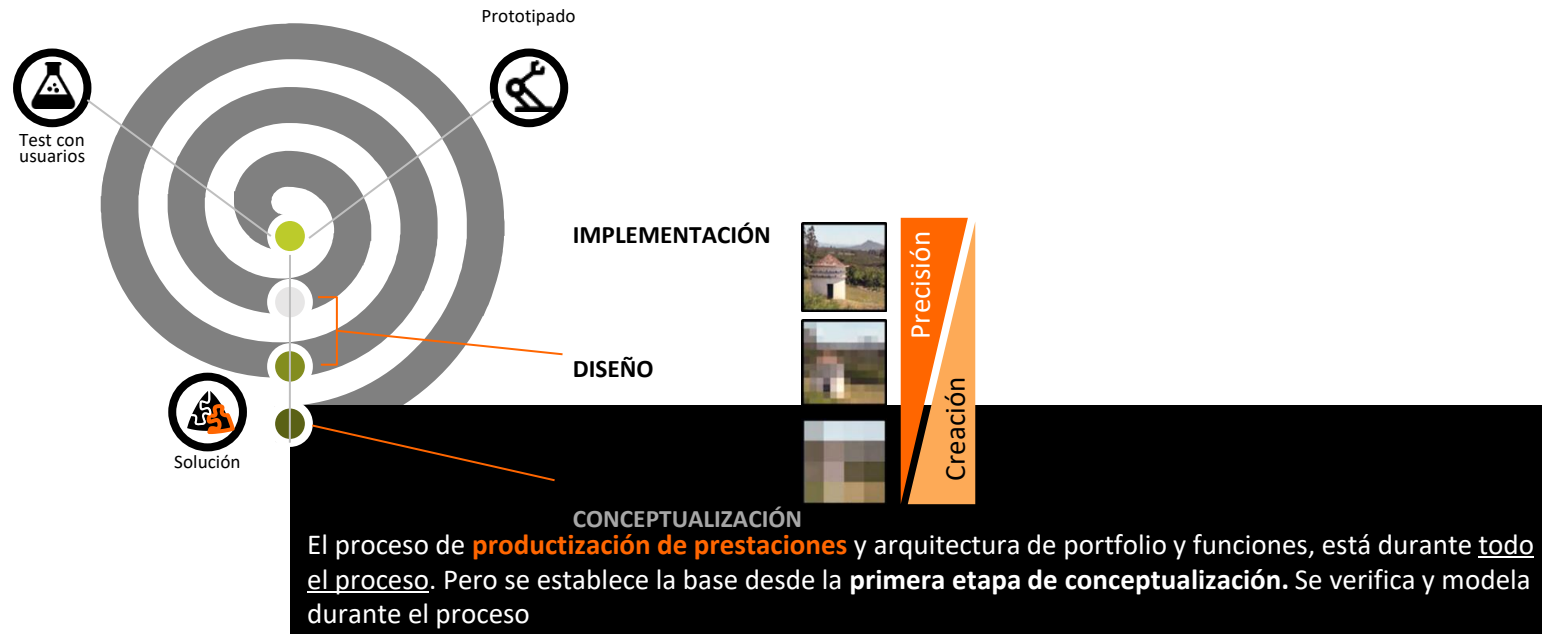 Prototipado
Test con
usuarios
IMPLEMENTACIÓN
Precisión
DISEÑO
Creación
Solución
CONCEPTUALIZACIÓN
El proceso de productización de prestaciones y arquitectura de portfolio y funciones, está durante todo
el proceso. Pero se establece la base desde la primera etapa de conceptualización. Se verifica y modela
durante el proceso